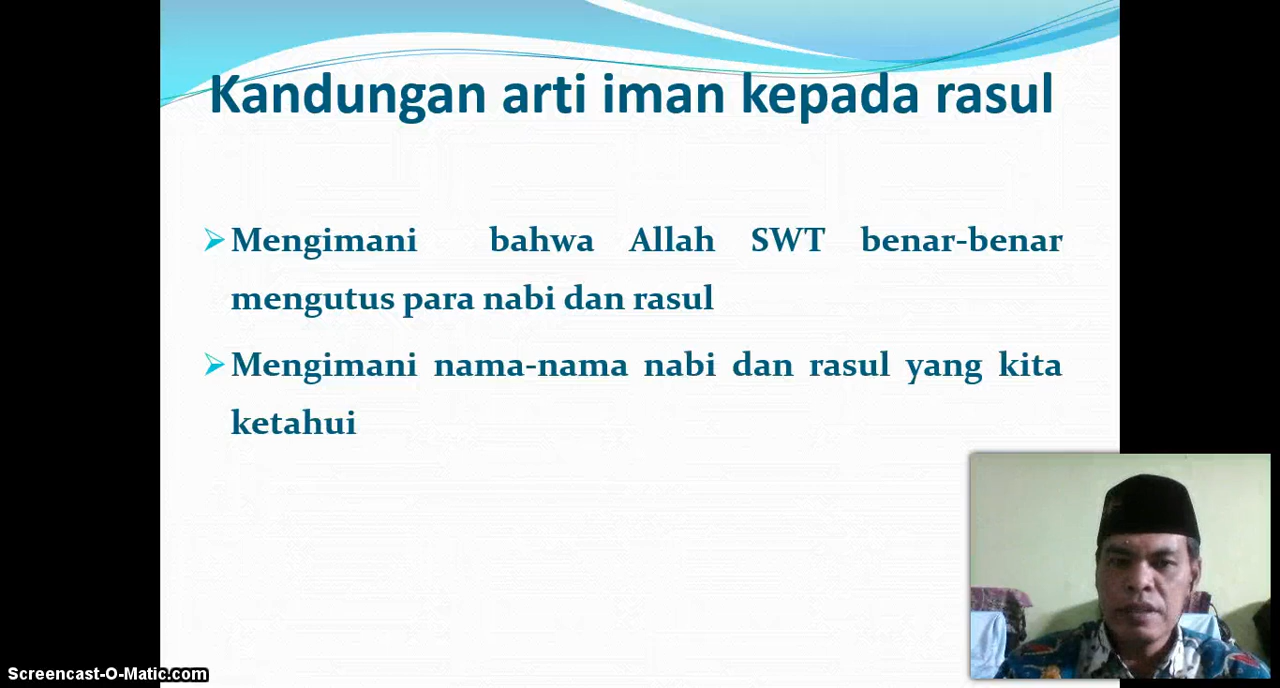 Kandungan arti iman kepada rasul
Mengimani bahwa Allah SWT benar-benar
mengutus para nabi dan rasul
Mengimani nama-nama nabi dan rasul yang kita
ketahui
Screencast-O-Matic.com